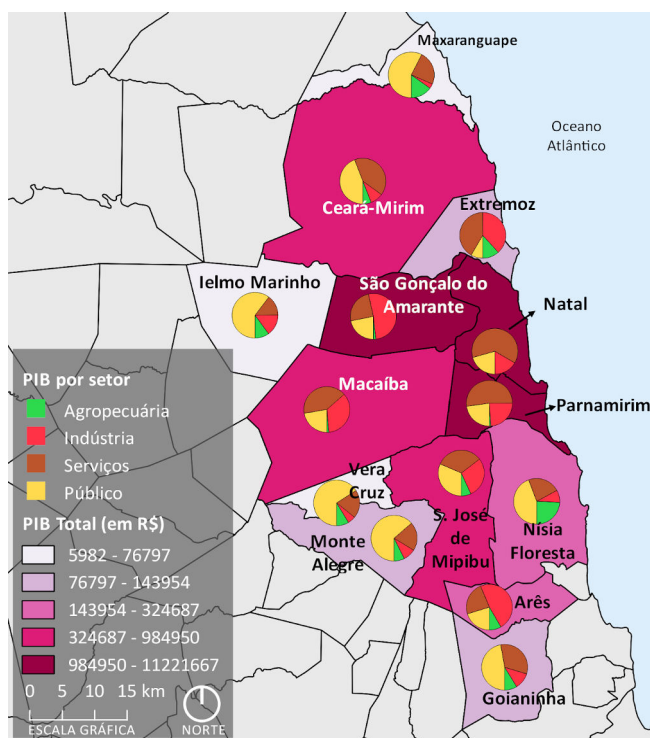 Maxaranguape
Oceano
Atlântico
Ceará-Mirim
Extremoz
Ielmo Marinho
São Gonçalo do
Amarante
Natal
Macaíba
Parnamirim
Vera
Cruz
Monte
Alegre
S. José
de
Mipibu
Nísia
Floresta
Arês
Goianinha
PIB por setor
Agropecuária
Indústria
Serviços
Público
PIB Total (em R$)
5982 - 76797
76797 - 143954
143954 - 324687
324687 - 984950
984950 - 11221667
0 5 10 15 km
ESCALA GRÁFICA
NORTE